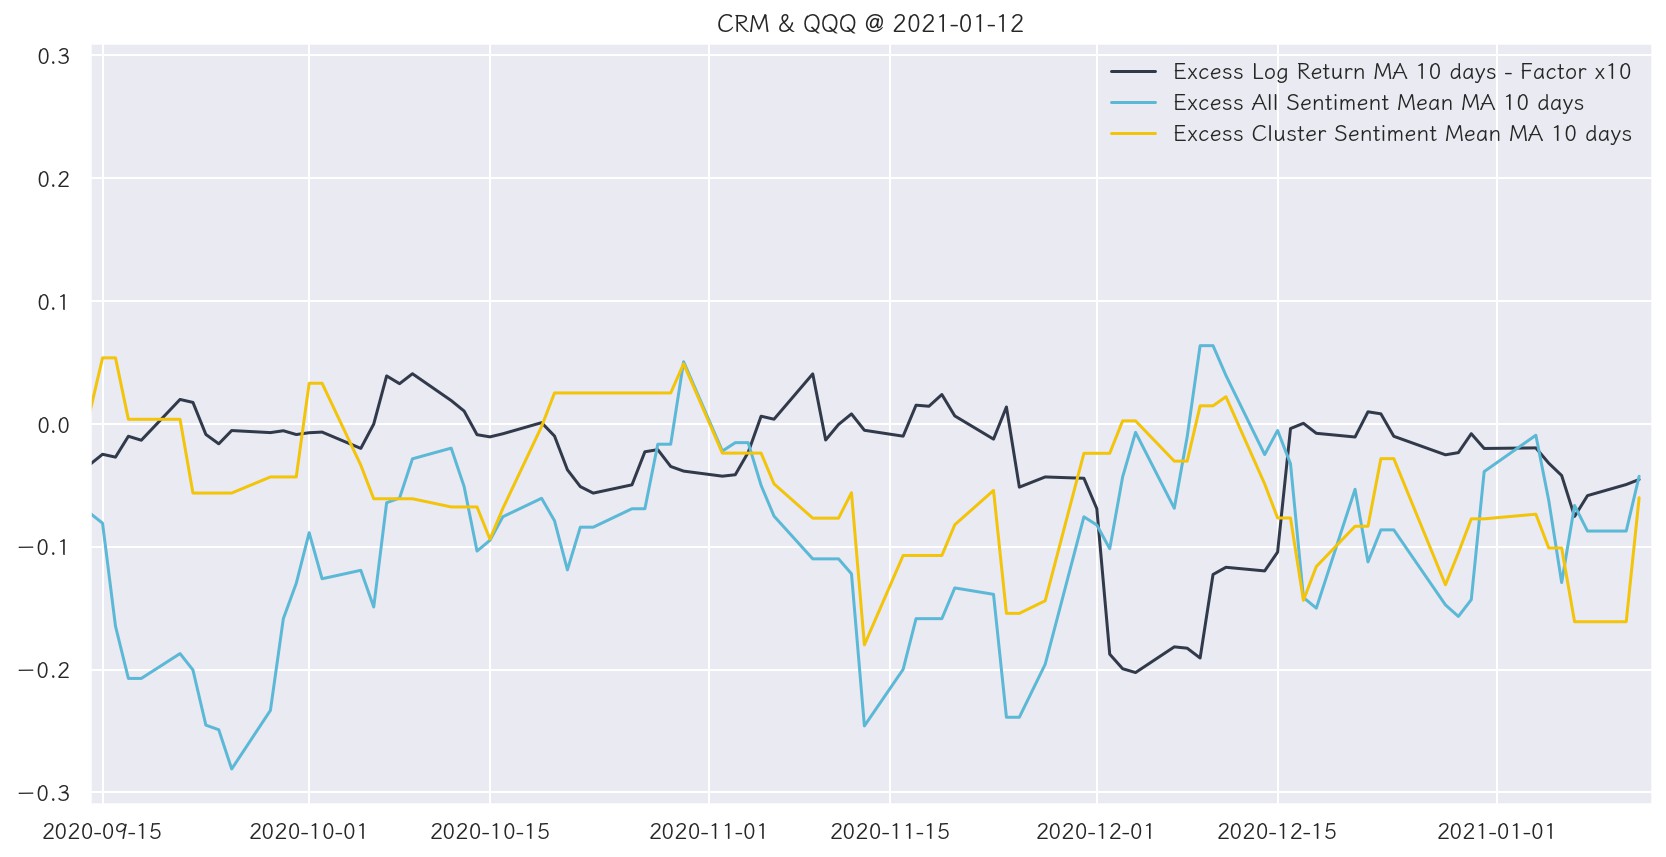 CRM & QQQ @ 2021-01-12
Excess Log Return MA 10 days - Factor x10
Excess All Sentiment Mean MA 10 days
Excess Cluster Sentiment Mean MA 10 days
0.3
0.2
0.1
0.0
−0.1
−0.2
−0.3
2020-09-15 2020-10-01 2020-10-15 2020-11-01 2020-11-15 2020-12-01 2020-12-15 2021-01-01